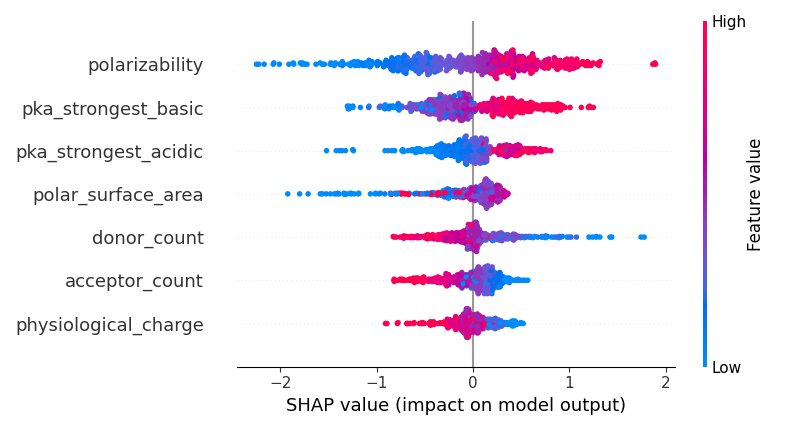 High
polarizability
pka_strongest_basic
pka_strongest_acidic
polar_surface_area
donor_count
acceptor_count
physiological_charge
Feature value
Low
−2 −1 0 1 2
SHAP value (impact on model output)